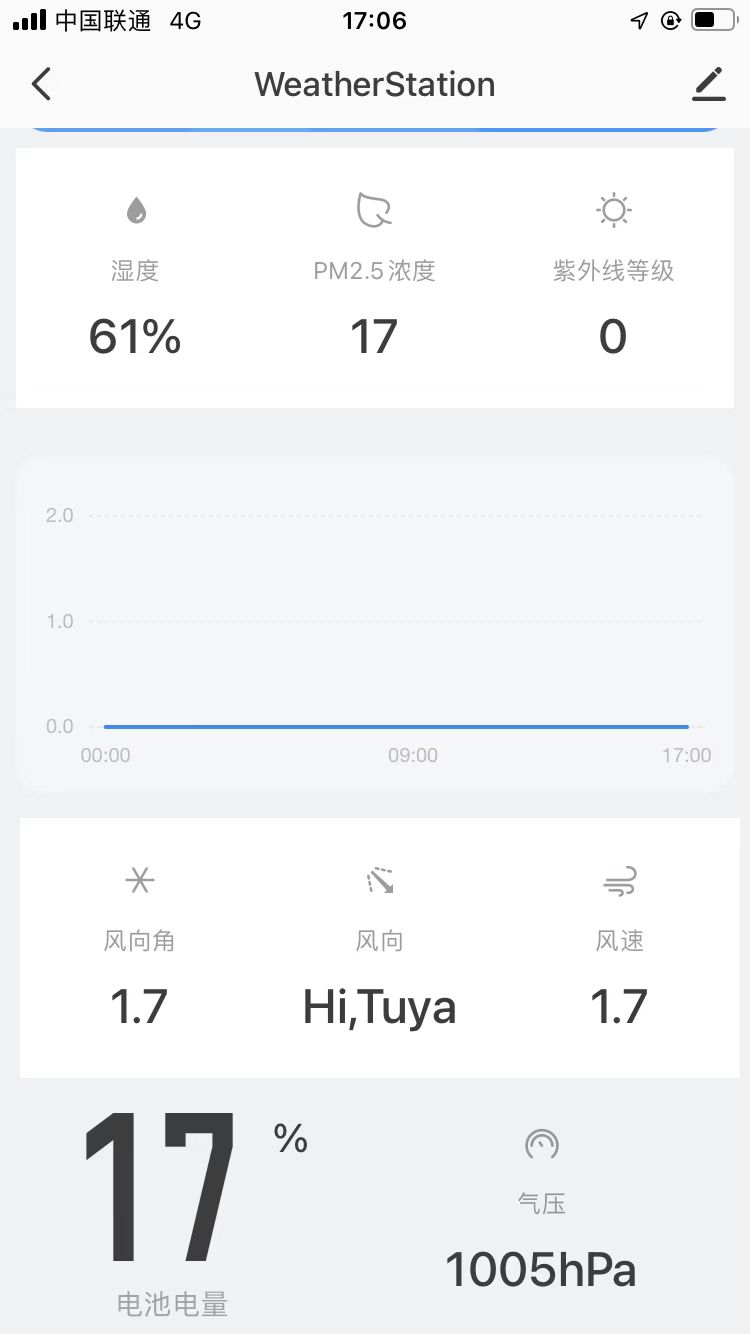 中国联通 4G 17:06
WeatherStation
湿度 PM2.5浓度 紫外线等级
61% 17 0
2.0
1.0
0.0
00:00 09:00 17:00
风向角 风向 风速
1.7 Hi,Tuya 1.7
17 %
气压
1005hPa
电池电量